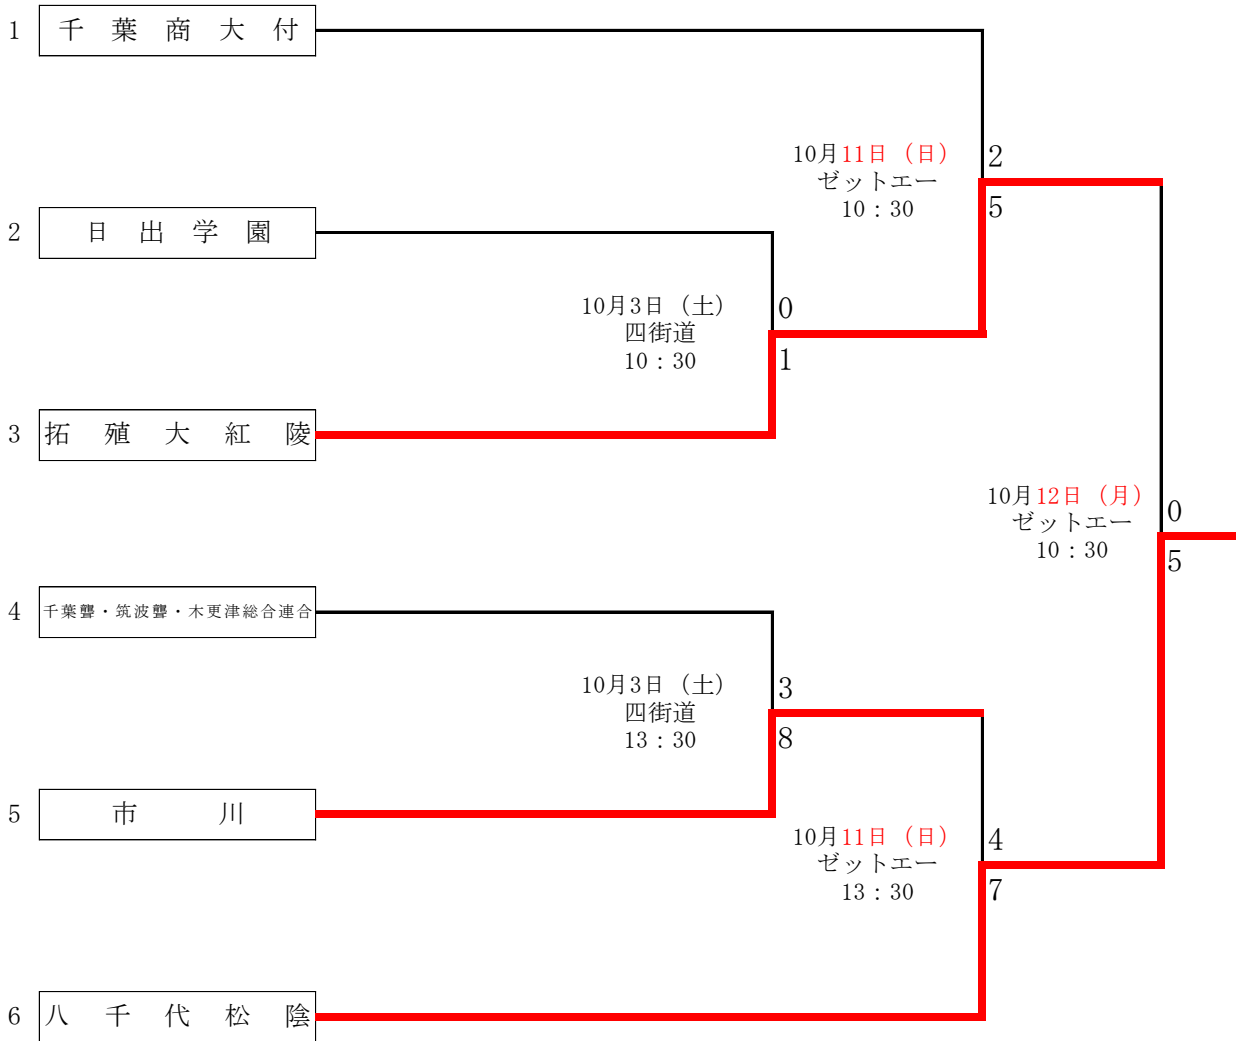 1 千葉商大付
10月11日（日）
ゼットエー
10：30
2
5
2 日出学園
10月3日（土）
四街道
10：30
0
1
3 拓殖大紅陵
10月12日（月）
ゼットエー
10：30
0
5
4 千葉聾・筑波聾・木更津総合連合
10月3日（土）
四街道
13：30
3
8
5 市川
10月11日（日）
ゼットエー
13：30
4
7
6 八千代松陰